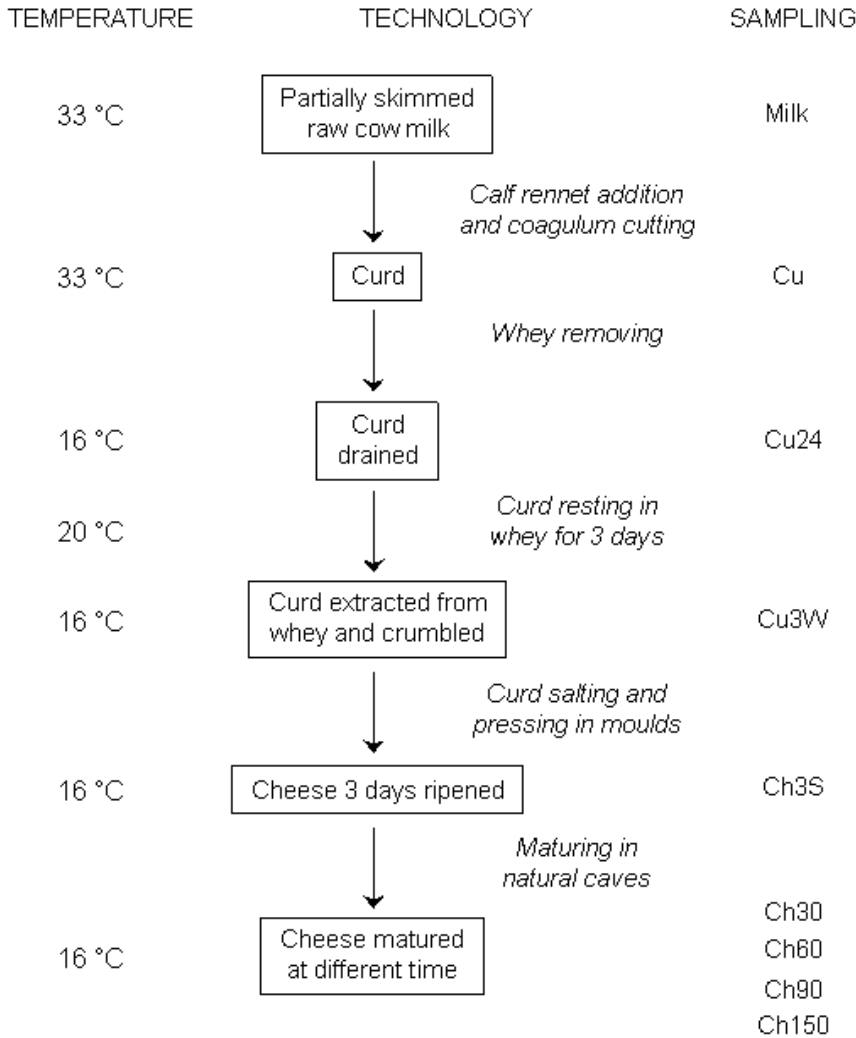 TEMPERATURE TECHNOLOGY SAMPLING
33 °C Partially skimmed Milk
raw cow milk
Calf rennet addition
and coagulum cutting
33 °C Curd Cu
Whey removing
16 °C Curd Cu24
drained
20 °C Curd resting in
whey for 3 days
16 °C Curd extracted from Cu3W
whey and crumbled
Curd salting and
pressing in moulds
16 °C Cheese 3 days ripened Ch3S
Maturing in
natural caves
Ch30
16 °C Cheese matured Ch60
at different time
Ch90
Ch150